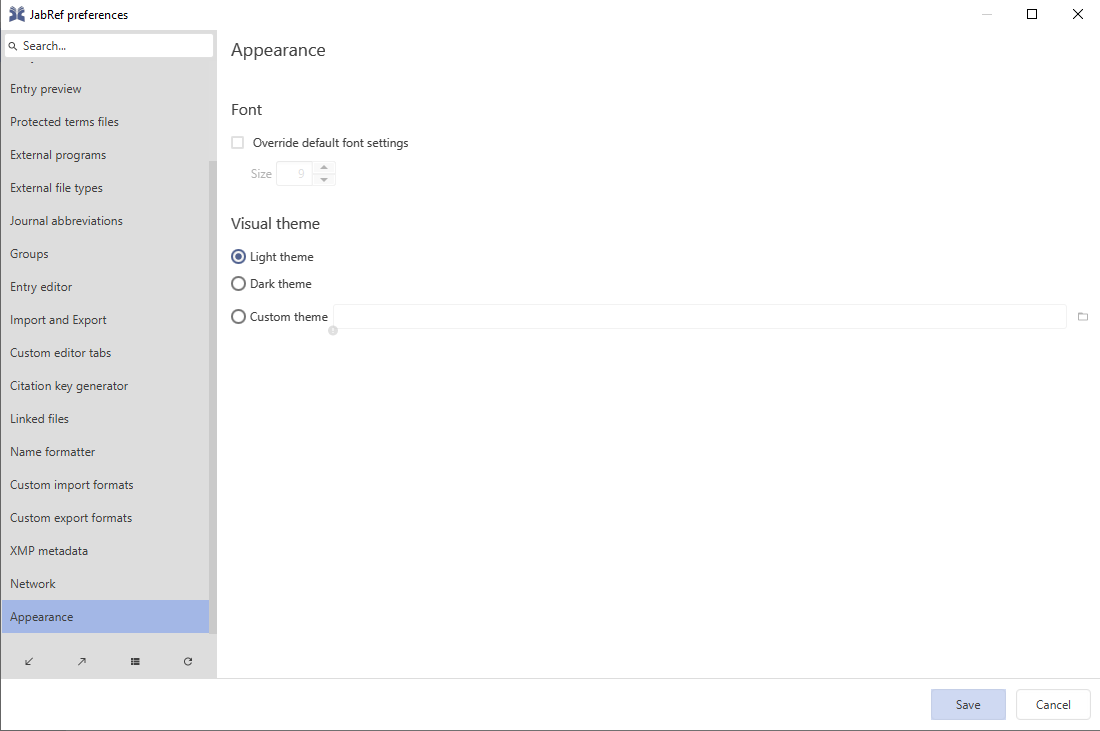 JabRef preferences
Search...
Entry preview
Protected terms files
External programs
External file types
Journal abbreviations
Groups
Entry editor
Import and Export
Custom editor tabs
Citation key generator
Linked files
Name formatter
Custom import formats
Custom export formats
XMP metadata
Network
Appearance
Appearance
Font
Override default font settings
Size 9
Visual theme
Light theme
Dark theme
Custom theme
Save Cancel